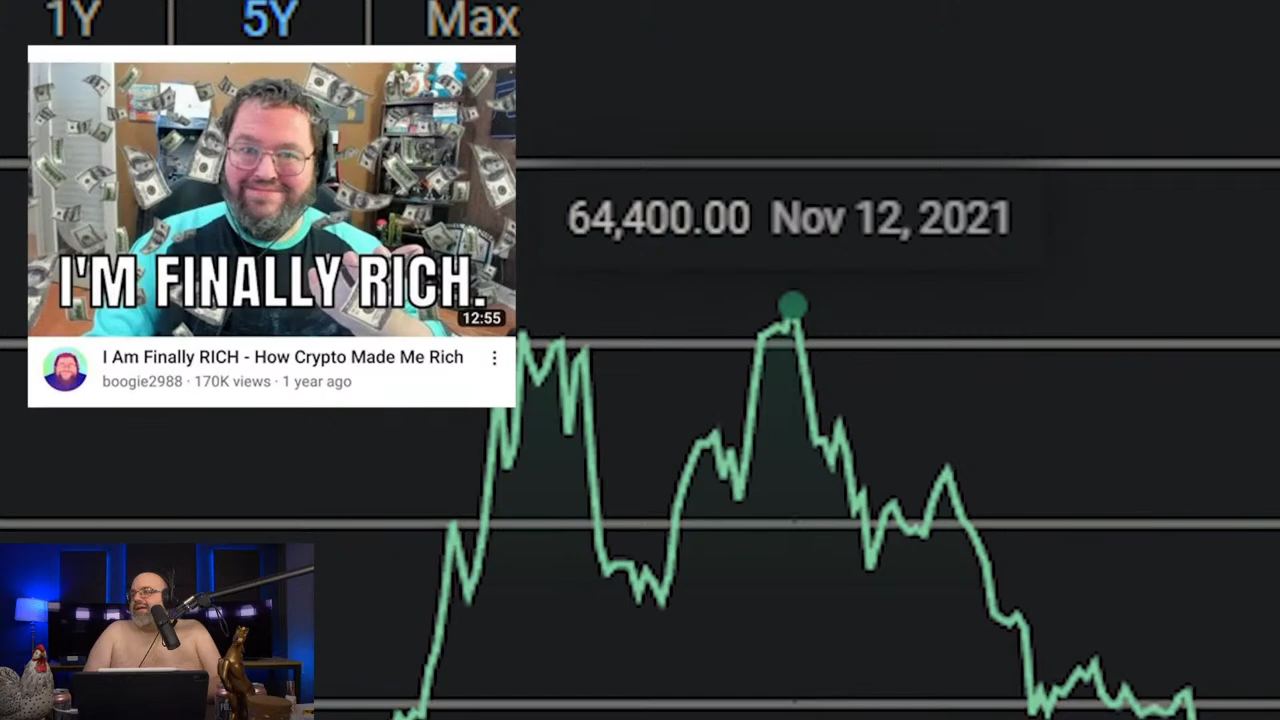 1Y 5Y Max
64,400.00 Nov 12, 2021
I'M FINALLY RICH.
12:55
I Am Finally RICH - How Crypto Made Me Rich
boogie2988 · 170K views · 1 year ago